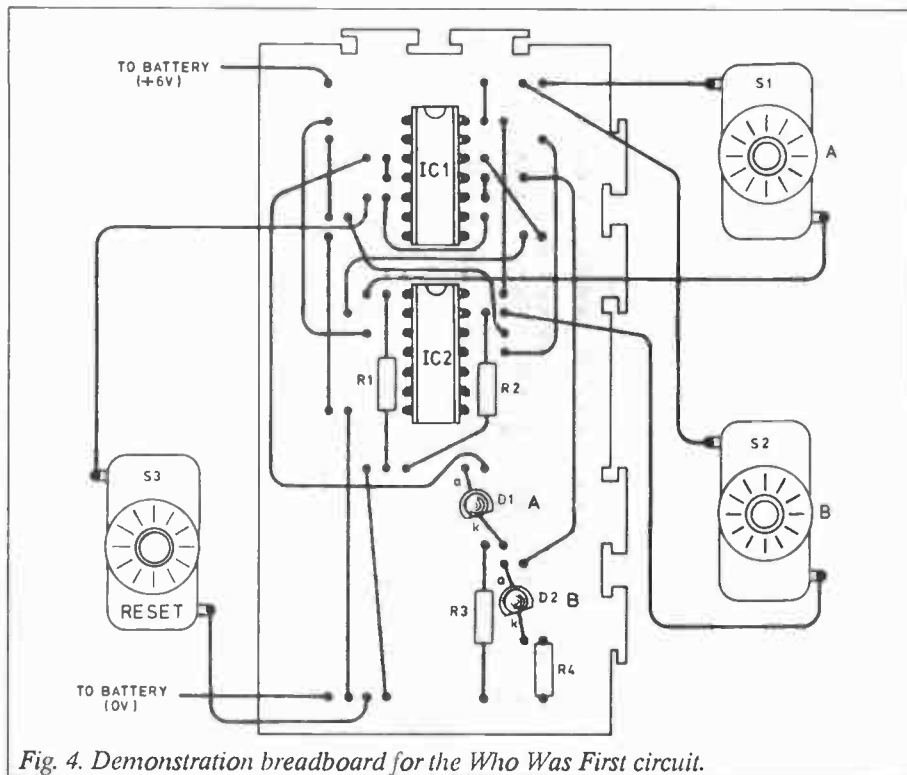 TO BATTERY
(+6V)
S1
A
IC1
IC2
R1
R2
S2
B
S3
RESET
a
D1
A
k
a
D2
B
k
R3
R4
TO BATTERY
(0V)
Fig. 4. Demonstration breadboard for the Who Was First circuit.